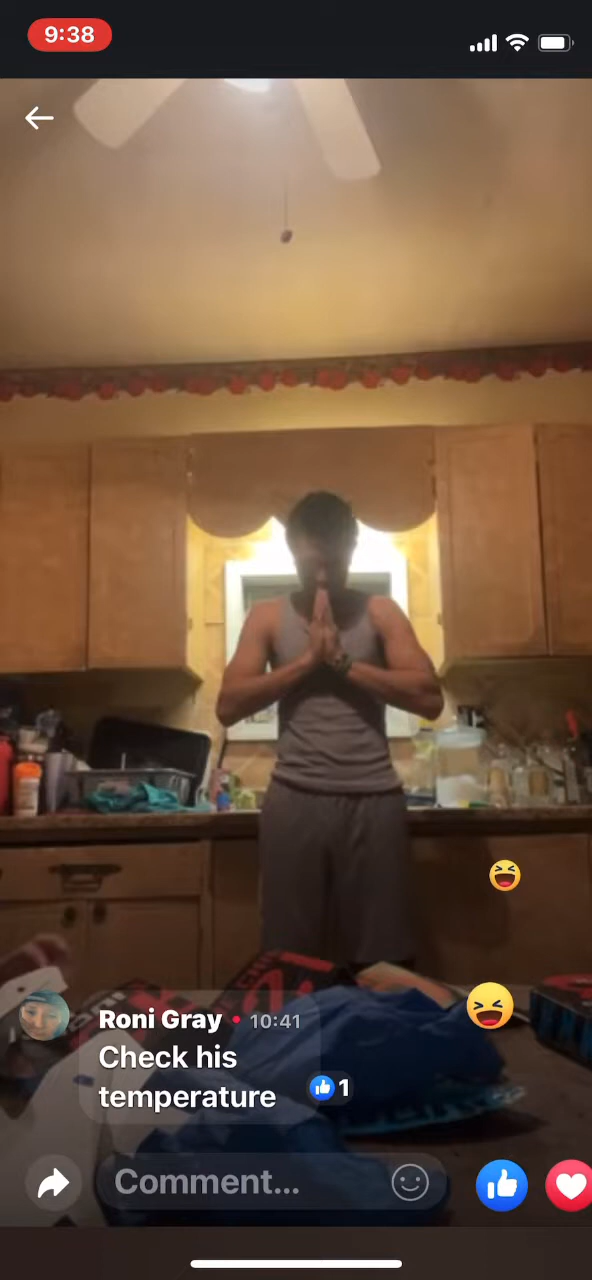 9:38
Roni Gray • 10:41
Check his
temperature
1
Comment...